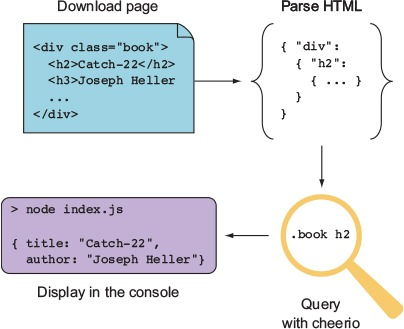 Download page
<div class="book">
<h2>Catch-22</h2>
<h3>Joseph Heller
...
</div>
Parse HTML
{ "div":
{ "h2":
{ ... }
}
}
.book h2
Query
with cheerio
> node index.js
{ title: "Catch-22",
author: "Joseph Heller"}
Display in the console